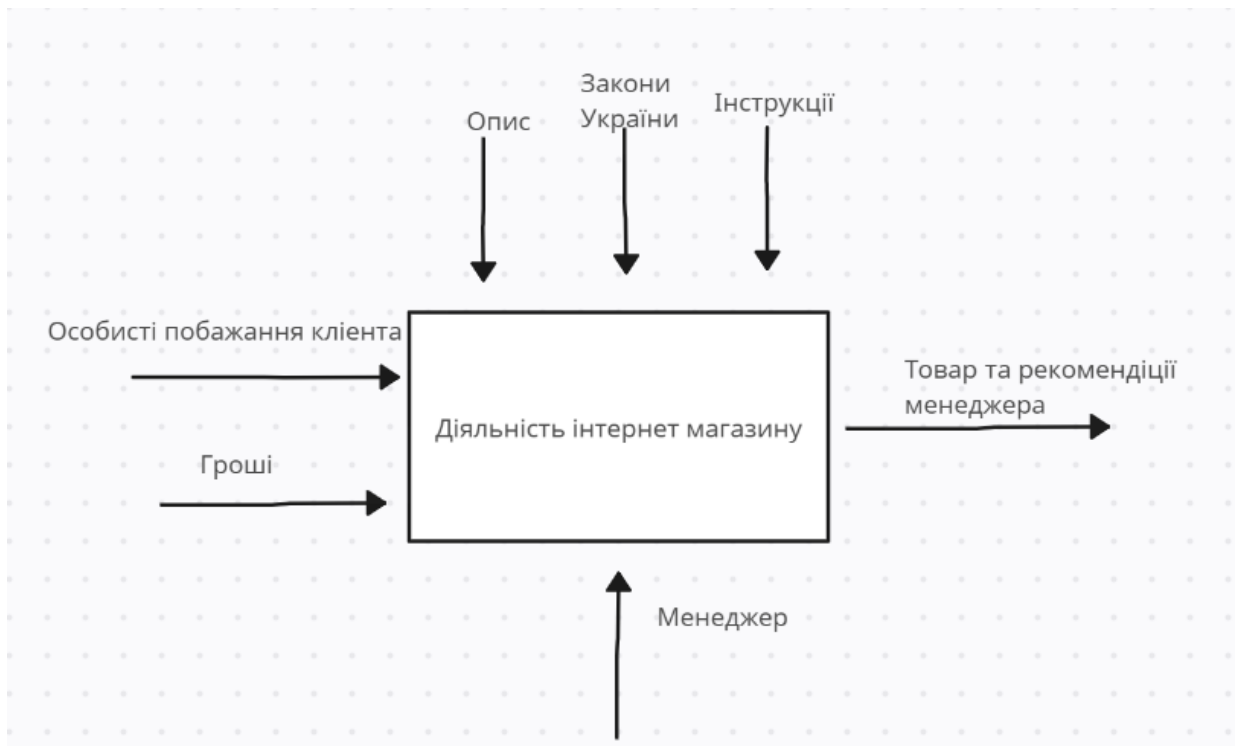 Закони
України
Інструкції
Опис
Особисті побажання клієнта
Товар та рекомендіції
менеджера
Діяльність інтернет магазину
Гроші
Менеджер